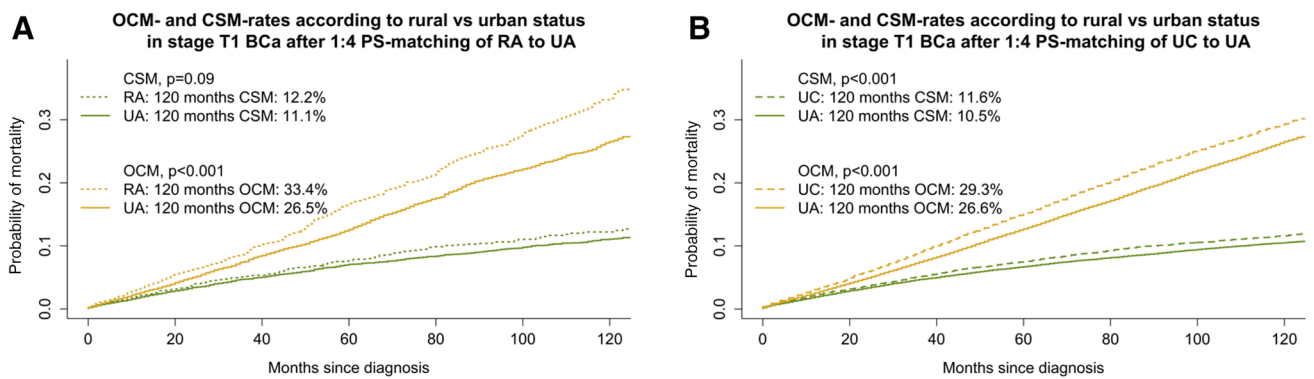 A
OCM- and CSM-rates according to rural vs urban status
in stage T1 BCa after 1:4 PS-matching of RA to UA
CSM, p=0.09
RA: 120 months CSM: 12.2%
UA: 120 months CSM: 11.1%
OCM, p<0.001
RA: 120 months OCM: 33.4%
UA: 120 months OCM: 26.5%
Probability of mortality
0.3
0.2
0.1
0.0
0 20 40 60 80 100 120
Months since diagnosis
B
OCM- and CSM-rates according to rural vs urban status
in stage T1 BCa after 1:4 PS-matching of UC to UA
CSM, p<0.001
UC: 120 months CSM: 11.6%
UA: 120 months CSM: 10.5%
OCM, p<0.001
UC: 120 months OCM: 29.3%
UA: 120 months OCM: 26.6%
Probability of mortality
0.3
0.2
0.1
0.0
0 20 40 60 80 100 120
Months since diagnosis